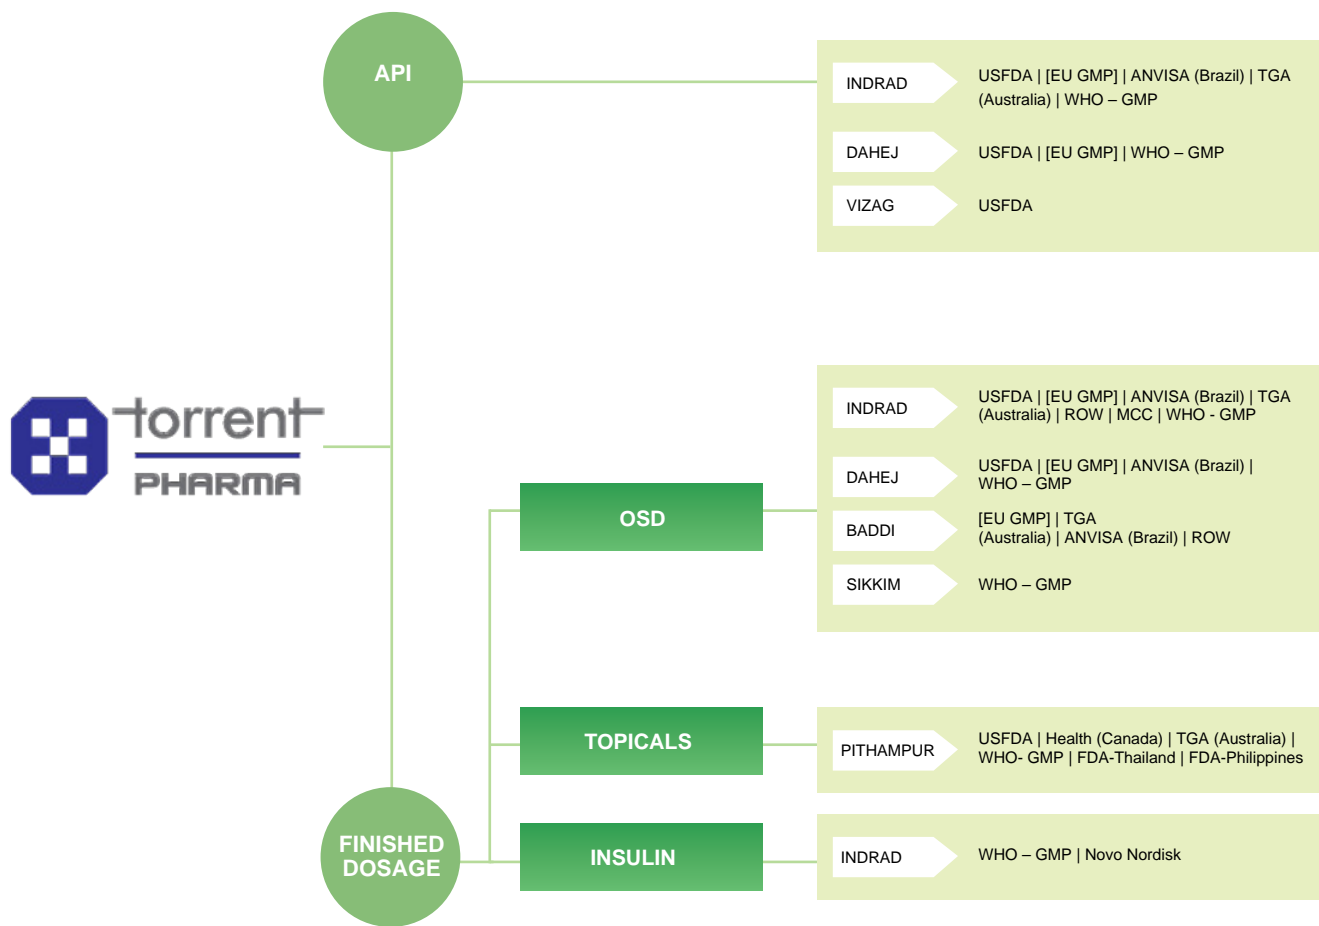 API
INDRAD
USFDA | [EU GMP] | ANVISA (Brazil) | TGA
(Australia) | WHO – GMP
DAHEJ
USFDA | [EU GMP] | WHO – GMP
VIZAG
USFDA
torrent
PHARMA
OSD
INDRAD
USFDA | [EU GMP] | ANVISA (Brazil) | TGA
(Australia) | ROW | MCC | WHO - GMP
DAHEJ
USFDA | [EU GMP] | ANVISA (Brazil) |
WHO – GMP
BADDI
[EU GMP] | TGA
(Australia) | ANVISA (Brazil) | ROW
SIKKIM
WHO – GMP
TOPICALS
PITHAMPUR
USFDA | Health (Canada) | TGA (Australia) |
WHO- GMP | FDA-Thailand | FDA-Philippines
FINISHED
DOSAGE
INSULIN
INDRAD
WHO – GMP | Novo Nordisk